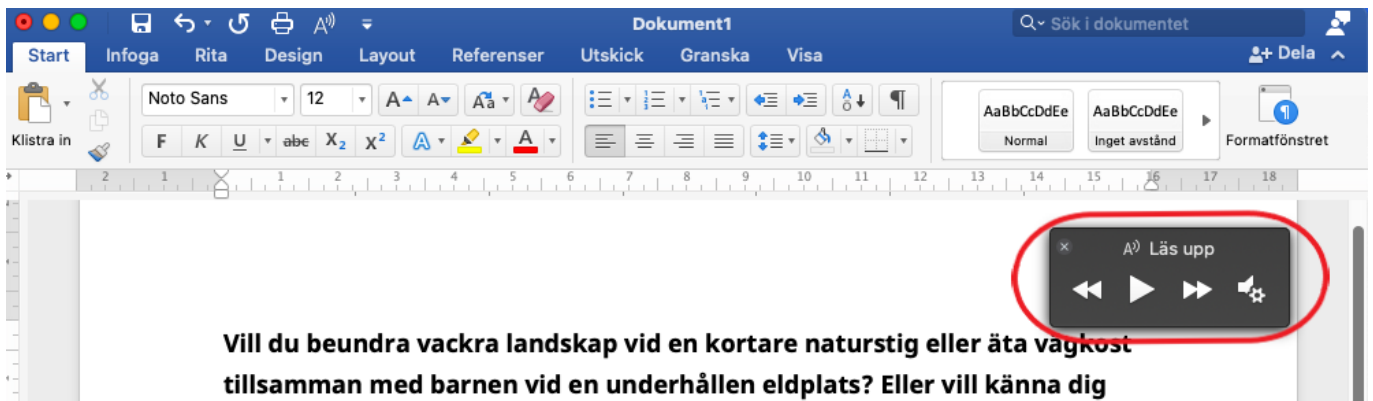 Dokument1
Sök i dokumentet
Start Infoga Rita Design Layout Referenser Utskick Granska Visa Dela
Noto Sans 12 A A Aa A
AaBbCcDdEe AaBbCcDdEe
Klistra in F K U abc X₂ X² A A Normal Inget avstånd Formatfönstret
2 1 1 2 3 4 5 6 7 8 9 10 11 12 13 14 15 16 17 18
A Läs upp
Vill du beundra vackra landskap vid en kortare naturstig eller äta vägkost
tillsamman med barnen vid en underhållen eldplats? Eller vill känna dig